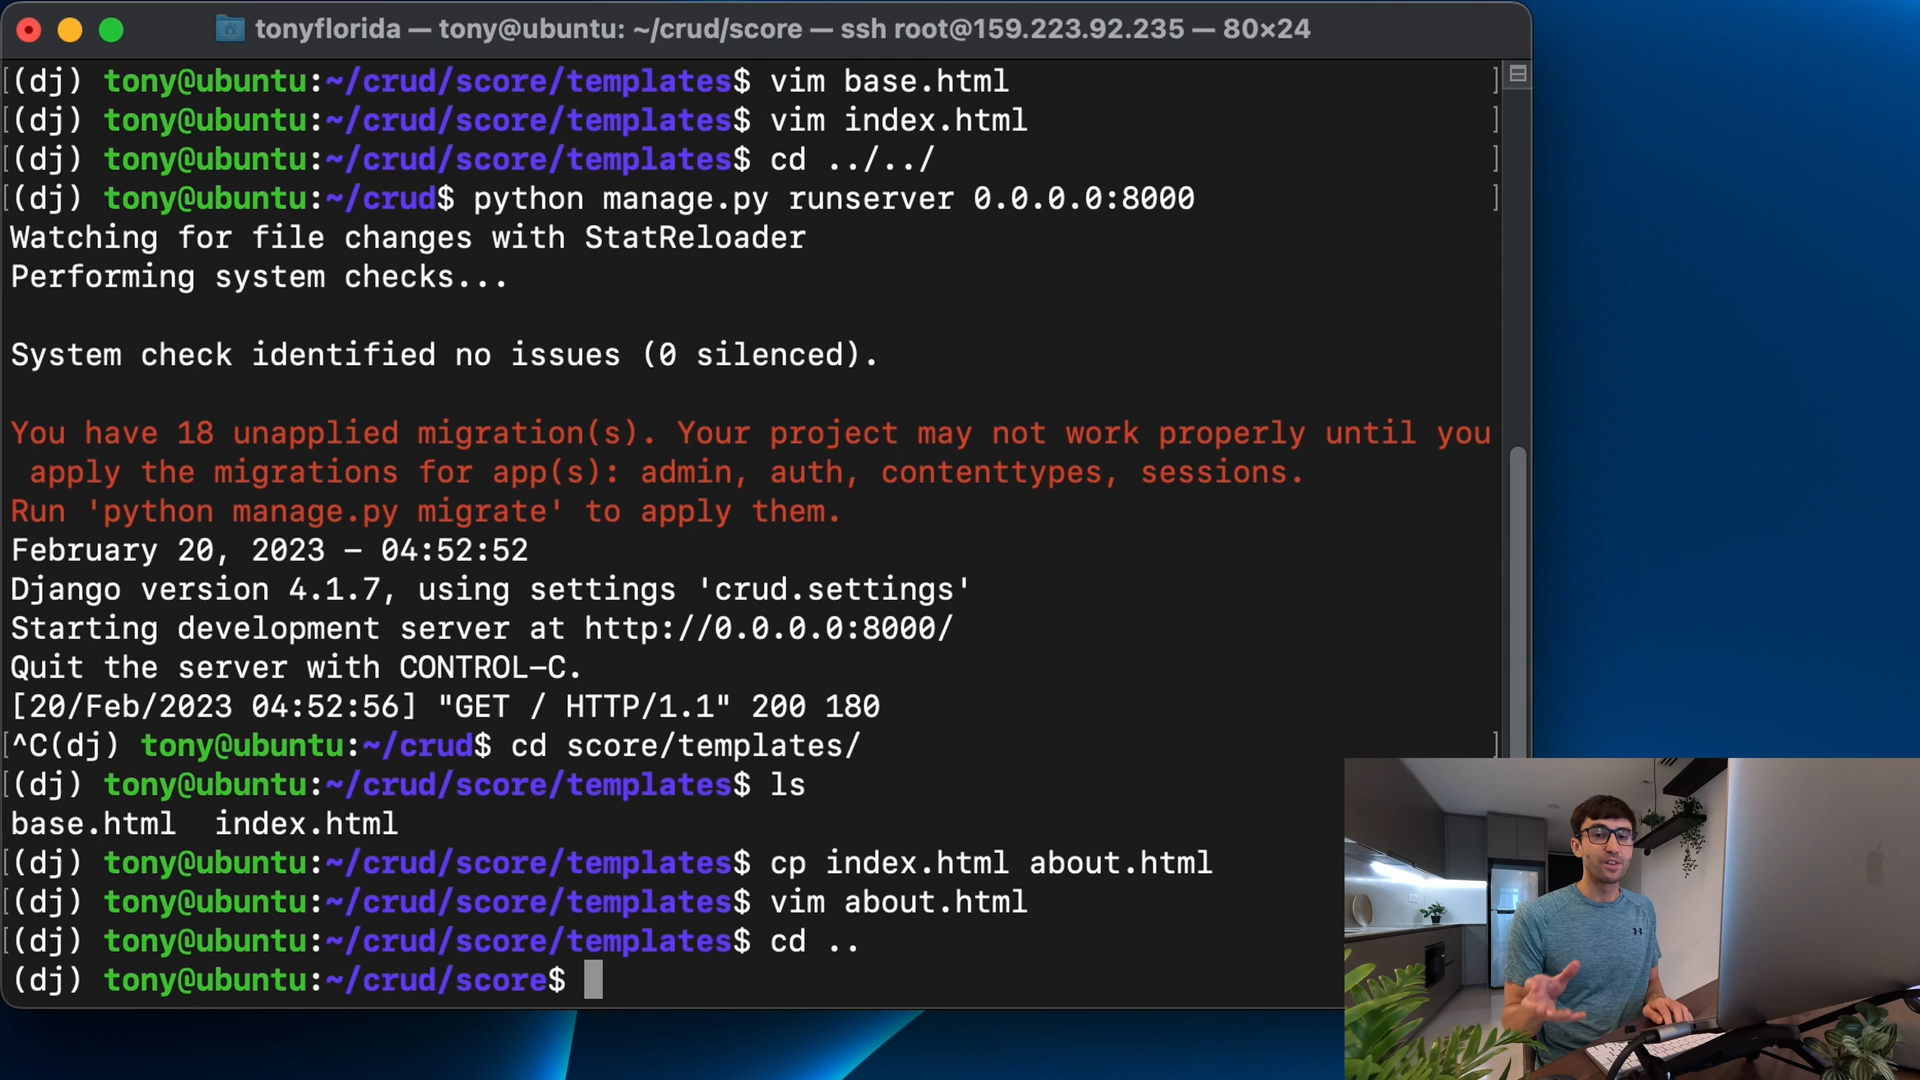 tonyflorida — tony@ubuntu: ~/crud/score — ssh root@159.223.92.235 — 80×24
[(dj) tony@ubuntu:~/crud/score/templates$ vim base.html ]
[(dj) tony@ubuntu:~/crud/score/templates$ vim index.html ]
[(dj) tony@ubuntu:~/crud/score/templates$ cd ../../ ]
[(dj) tony@ubuntu:~/crud$ python manage.py runserver 0.0.0.0:8000 ]
Watching for file changes with StatReloader
Performing system checks...
System check identified no issues (0 silenced).
You have 18 unapplied migration(s). Your project may not work properly until you
apply the migrations for app(s): admin, auth, contenttypes, sessions.
Run 'python manage.py migrate' to apply them.
February 20, 2023 - 04:52:52
Django version 4.1.7, using settings 'crud.settings'
Starting development server at http://0.0.0.0:8000/
Quit the server with CONTROL-C.
[20/Feb/2023 04:52:56] "GET / HTTP/1.1" 200 180
[^C(dj) tony@ubuntu:~/crud$ cd score/templates/ ]
[(dj) tony@ubuntu:~/crud/score/templates$ ls
base.html  index.html
[(dj) tony@ubuntu:~/crud/score/templates$ cp index.html about.html
[(dj) tony@ubuntu:~/crud/score/templates$ vim about.html
[(dj) tony@ubuntu:~/crud/score/templates$ cd ..
(dj) tony@ubuntu:~/crud/score$